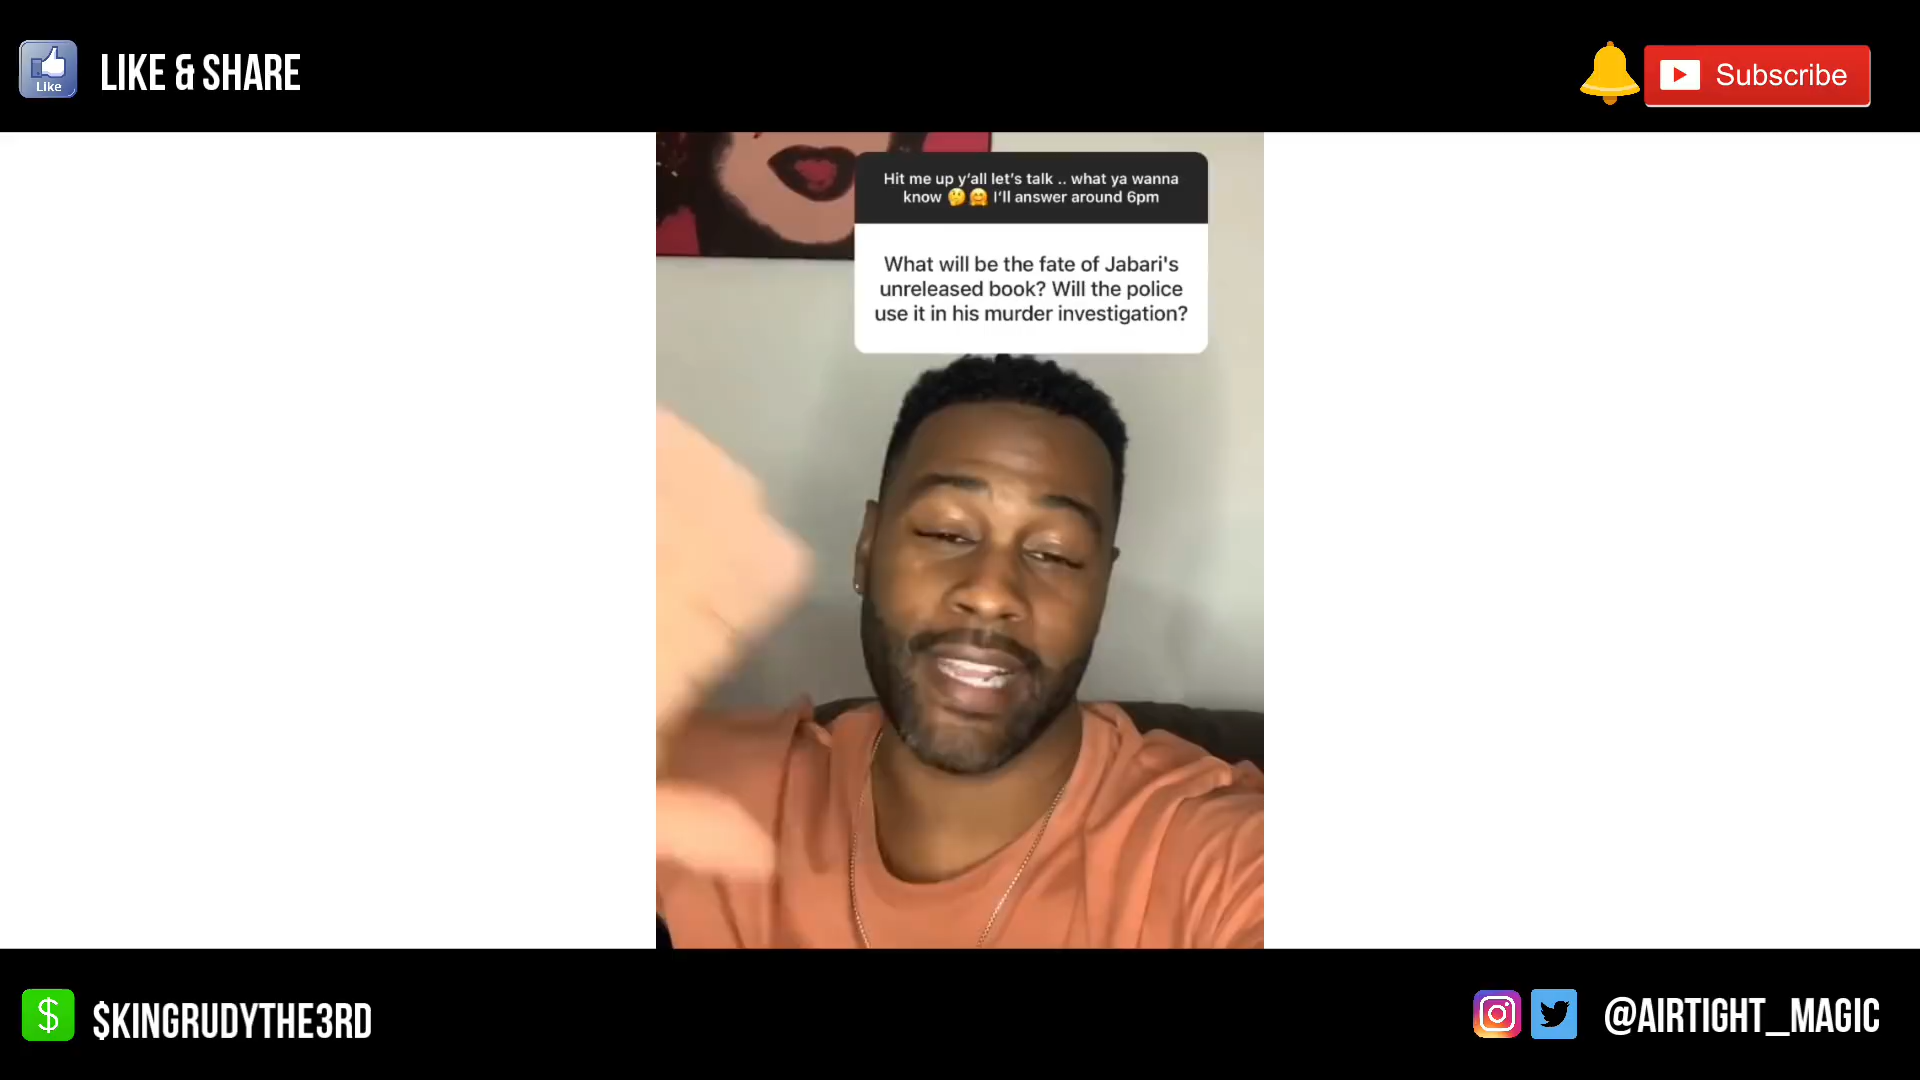 Like
LIKE & SHARE
Subscribe
Hit me up y'all let's talk .. what ya wanna
know 🤔🤗 I'll answer around 6pm
What will be the fate of Jabari's
unreleased book? Will the police
use it in his murder investigation?
$
$KINGRUDYTHE3RD
@AIRTIGHT_MAGIC